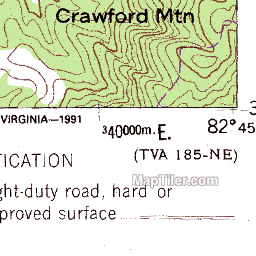 Crawford Mtn
VIRGINIA—1991
340000m. E.
82°45
(TVA 185-NE)
MapTiler.com
ght-duty road, hard or
proved surface